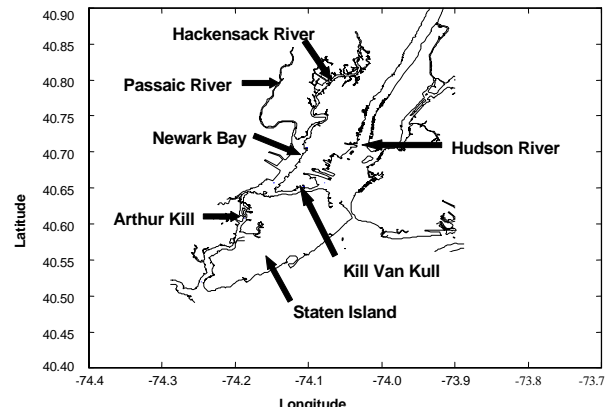 40.90
Hackensack River
40.85
Passaic River
40.80
40.75
Newark Bay
40.70
Hudson River
40.65
Latitude
Arthur Kill
40.60
Kill Van Kull
40.55
Staten Island
40.50
40.45
40.40
-74.4 -74.3 -74.2 -74.1 -74.0 -73.9 -73.8 -73.7
Longitude